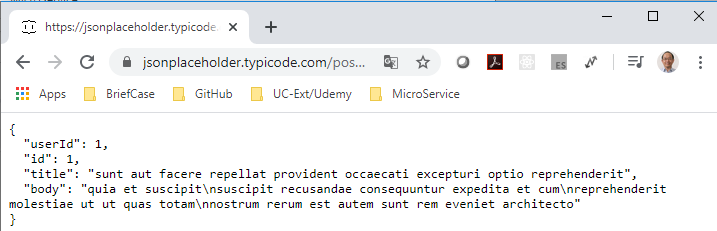 https://jsonplaceholder.typicode.
jsonplaceholder.typicode.com/pos...
ES
Apps BriefCase GitHub UC-Ext/Udemy MicroService
{
"userId": 1,
"id": 1,
"title": "sunt aut facere repellat provident occaecati excepturi optio reprehenderit",
"body": "quia et suscipit\nsuscipit recusandae consequuntur expedita et cum\nreprehenderit
molestiae ut ut quas totam\nnostrum rerum est autem sunt rem eveniet architecto"
}